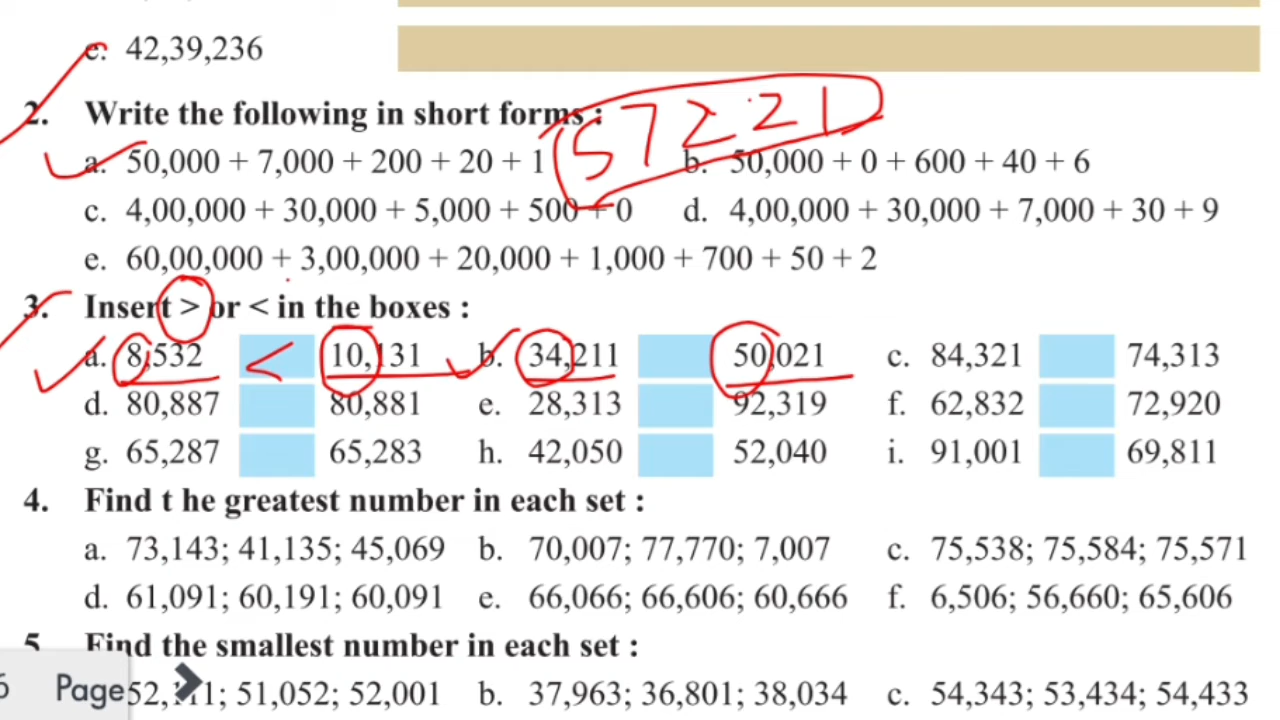 e. 42,39,236
2. Write the following in short forms :
57221
a. 50,000 + 7,000 + 200 + 20 + 1 b. 50,000 + 0 + 600 + 40 + 6
c. 4,00,000 + 30,000 + 5,000 + 500 + 0 d. 4,00,000 + 30,000 + 7,000 + 30 + 9
e. 60,00,000 + 3,00,000 + 20,000 + 1,000 + 700 + 50 + 2
3. Insert > or < in the boxes :
a. 8,532 < 10,131 b. 34,211 50,021 c. 84,321 74,313
d. 80,887 80,881 e. 28,313 92,319 f. 62,832 72,920
g. 65,287 65,283 h. 42,050 52,040 i. 91,001 69,811
4. Find t he greatest number in each set :
a. 73,143; 41,135; 45,069 b. 70,007; 77,770; 7,007 c. 75,538; 75,584; 75,571
d. 61,091; 60,191; 60,091 e. 66,066; 66,606; 60,666 f. 6,506; 56,660; 65,606
5. Find the smallest number in each set :
6 Page 51,052; 52,001 b. 37,963; 36,801; 38,034 c. 54,343; 53,434; 54,433